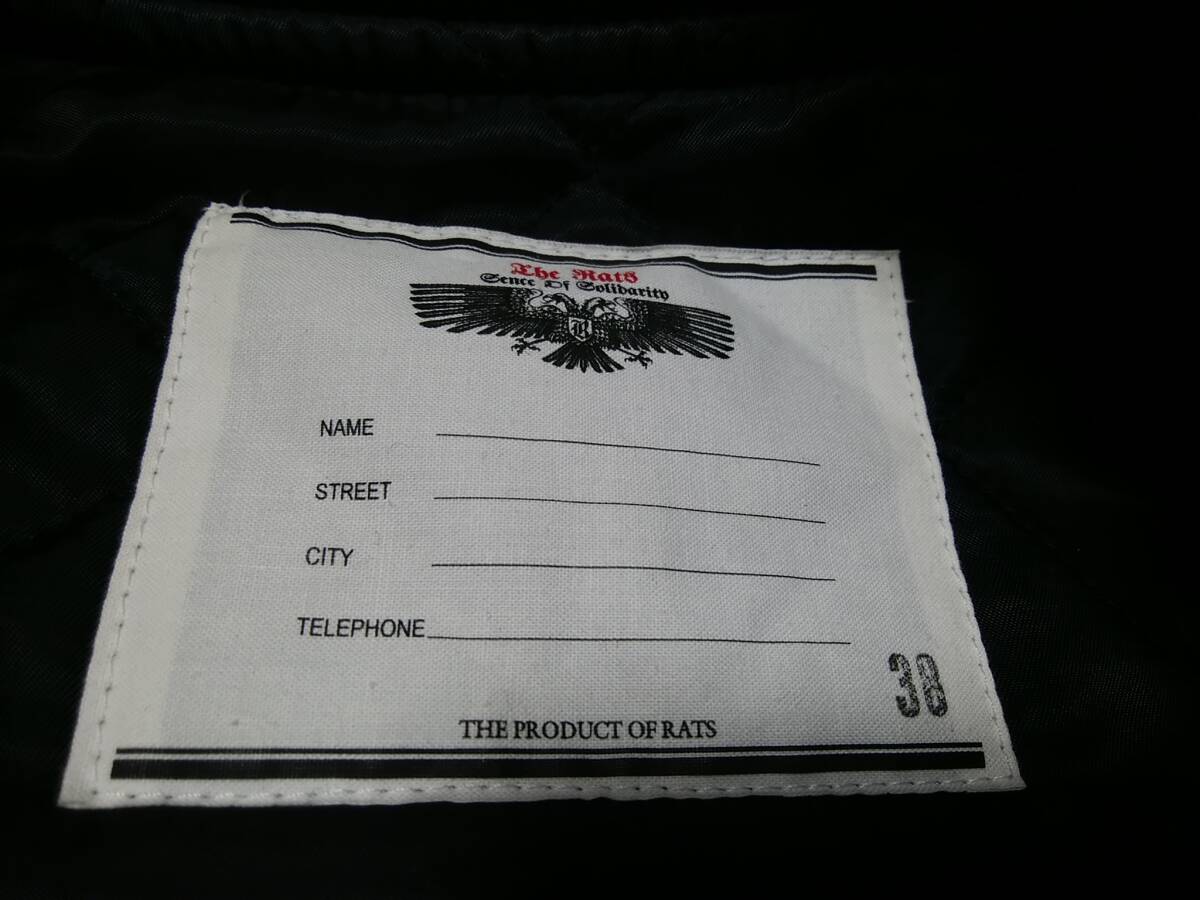 The Rats
Sence Of Solidarity
R
NAME
STREET
CITY
TELEPHONE
38
THE PRODUCT OF RATS